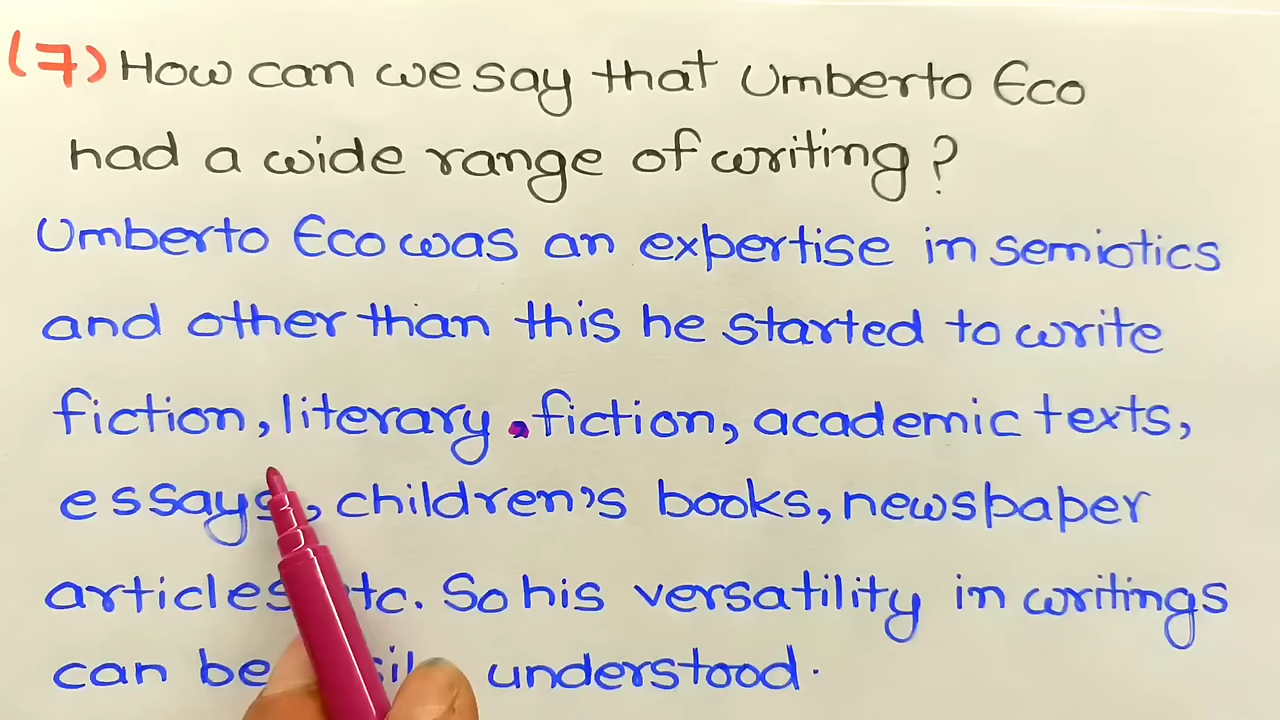 (7) How can we say that Umberto Eco
had a wide range of writing?
Umberto Eco was an expertise in semiotics
and other than this he started to write
fiction, literary fiction, academic texts,
essays, children's books, newspaper
articles etc. So his versatility in writings
can be understood.